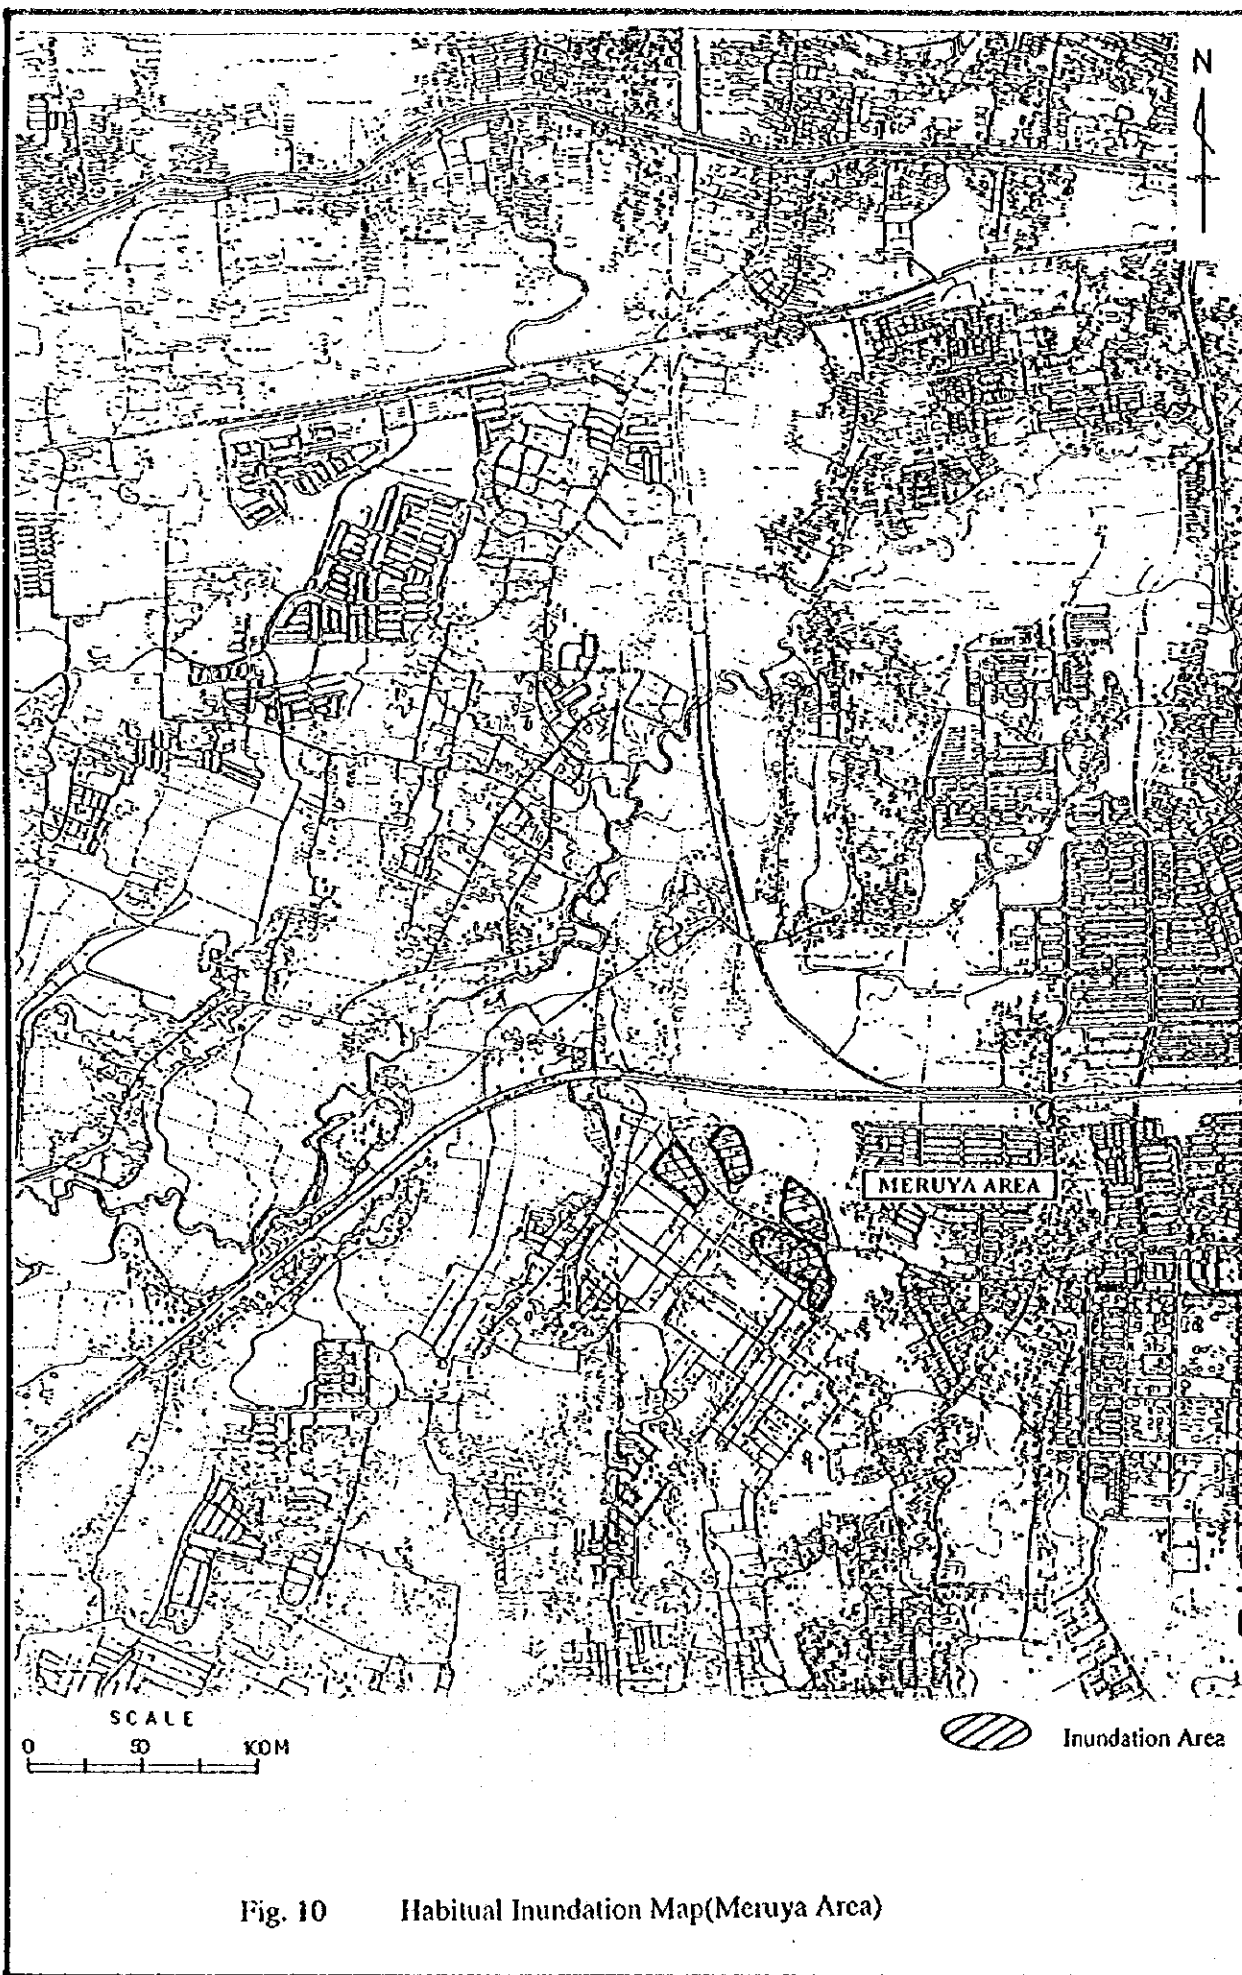 N
MERUYA AREA
SCALE
0 50 100M
Inundation Area
Fig. 10 Habitual Inundation Map(Meruya Area)